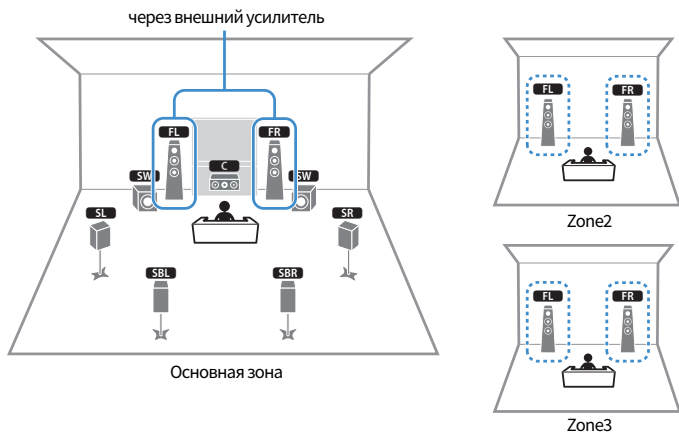 через внешний усилитель
FL
FR
C
SW
SW
SL
SR
SBL
SBR
Основная зона
FL
FR
Zone2
FL
FR
Zone3